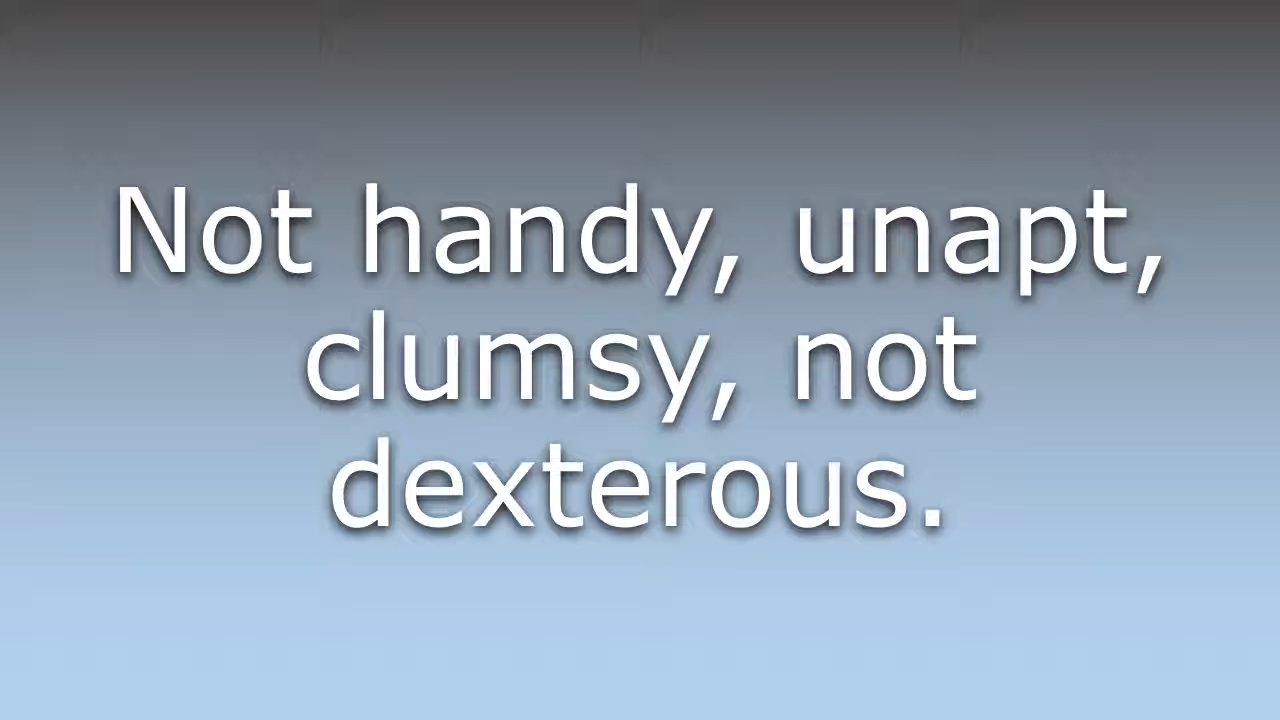 Not handy, unapt,
clumsy, not
dexterous.